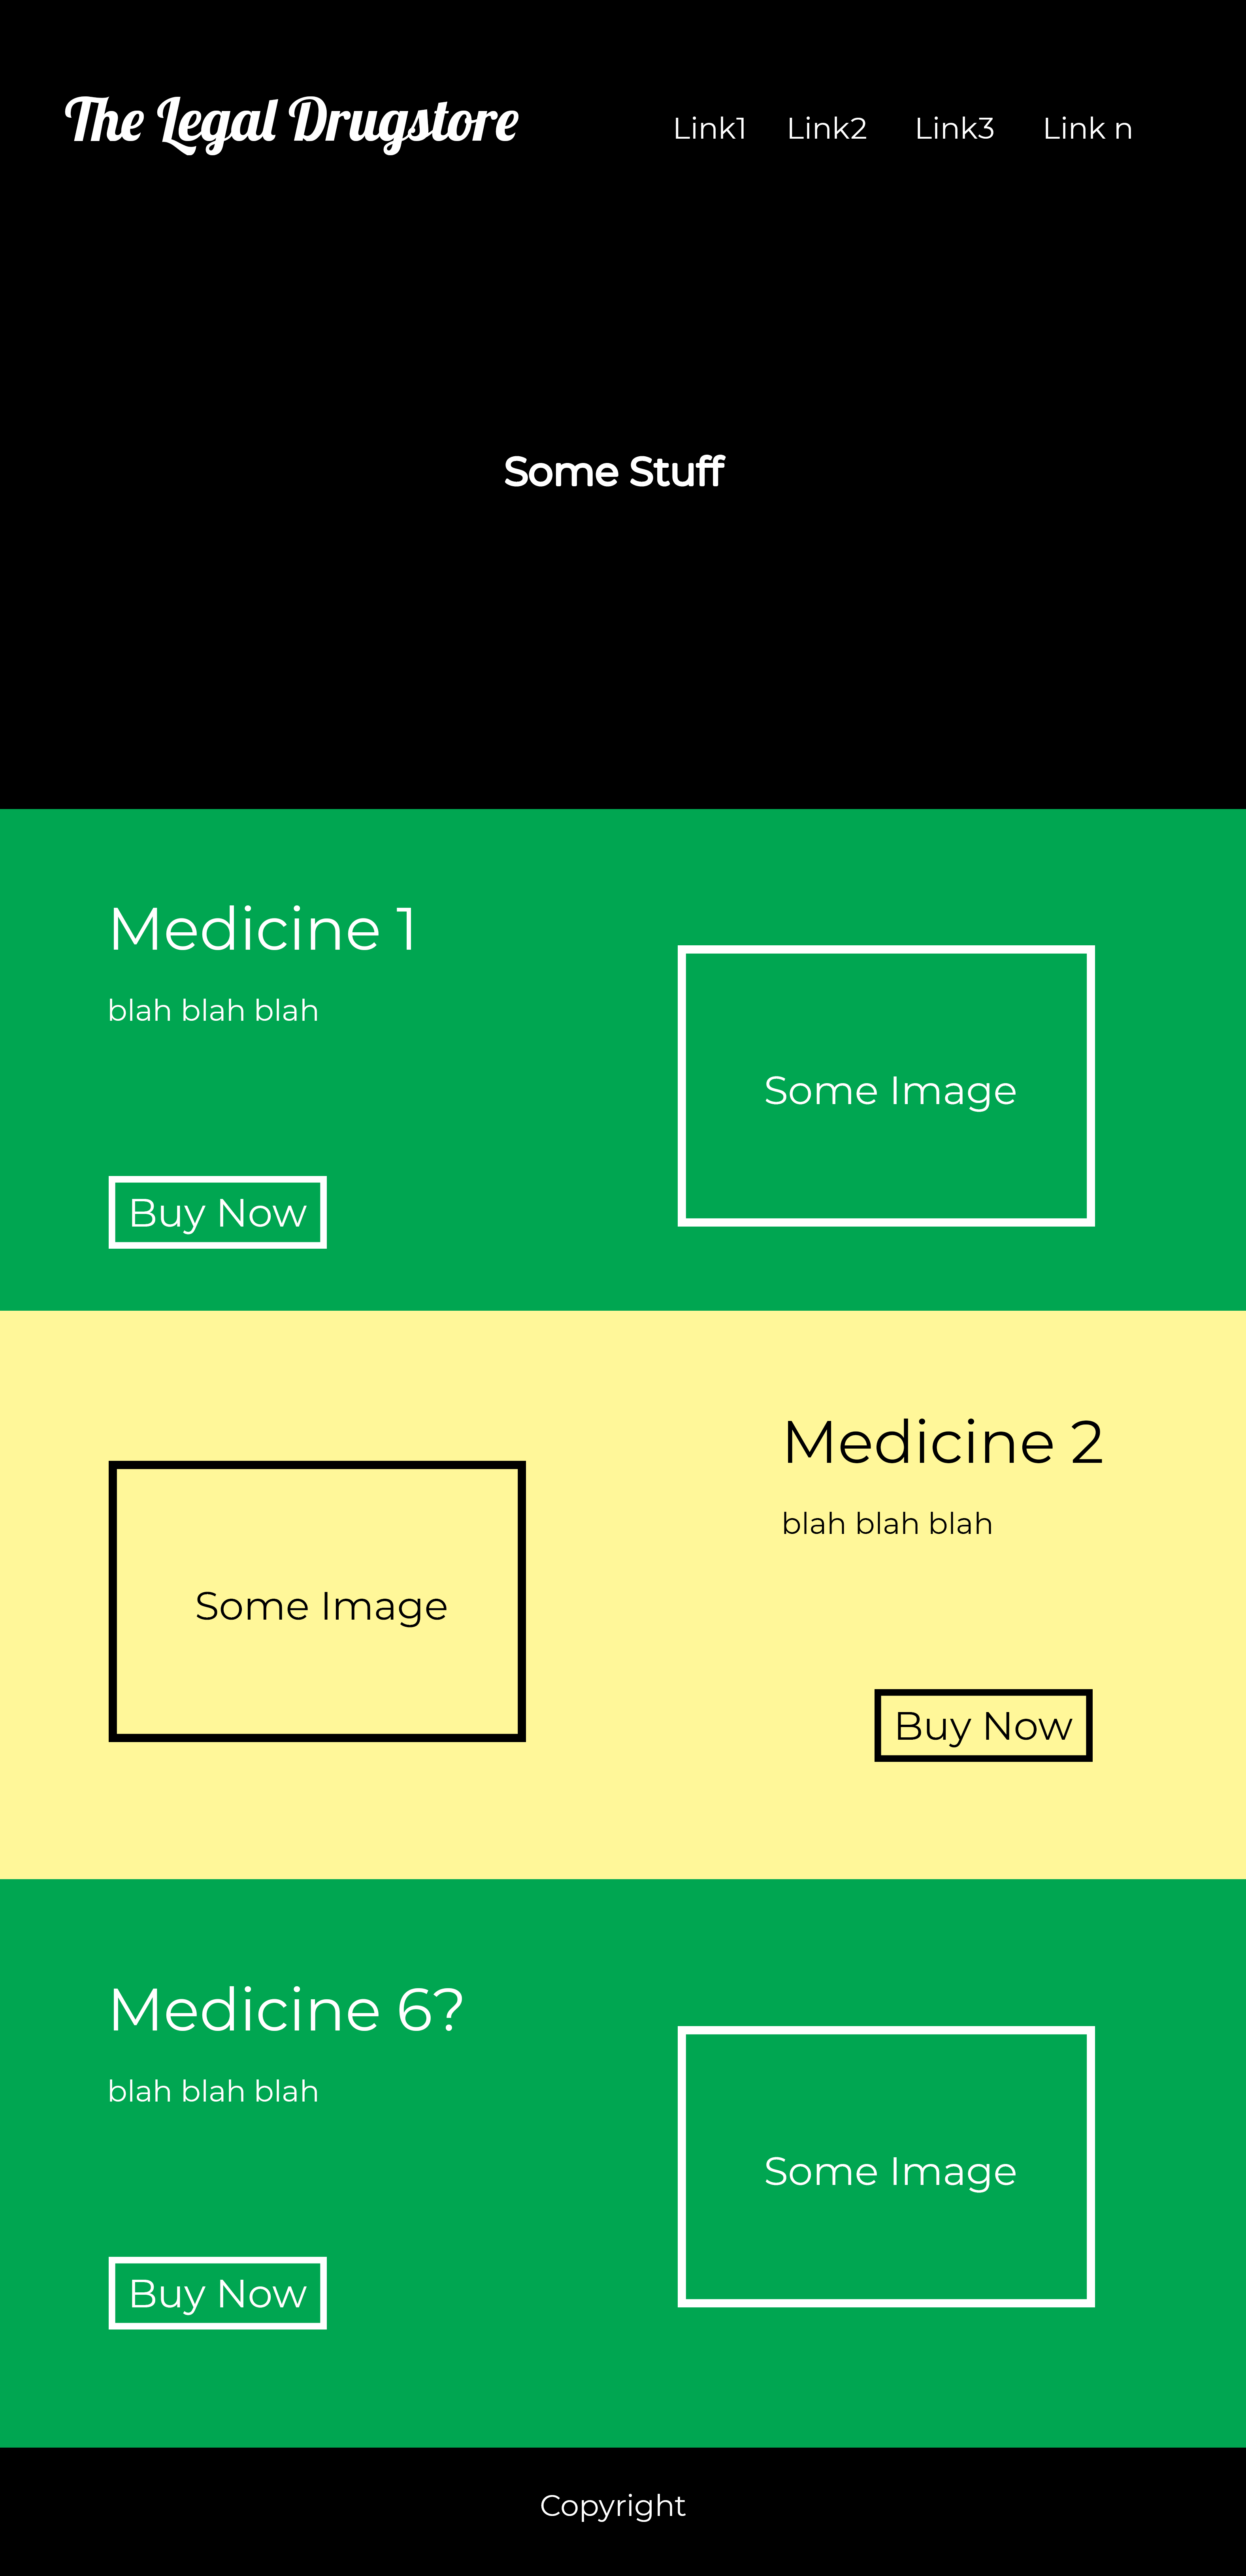 The Legal Drugstore
Link1 Link2 Link3 Link n
Some Stuff
Medicine 1
blah blah blah
Some Image
Buy Now
Medicine 2
blah blah blah
Some Image
Buy Now
Medicine 6?
blah blah blah
Some Image
Buy Now
Copyright